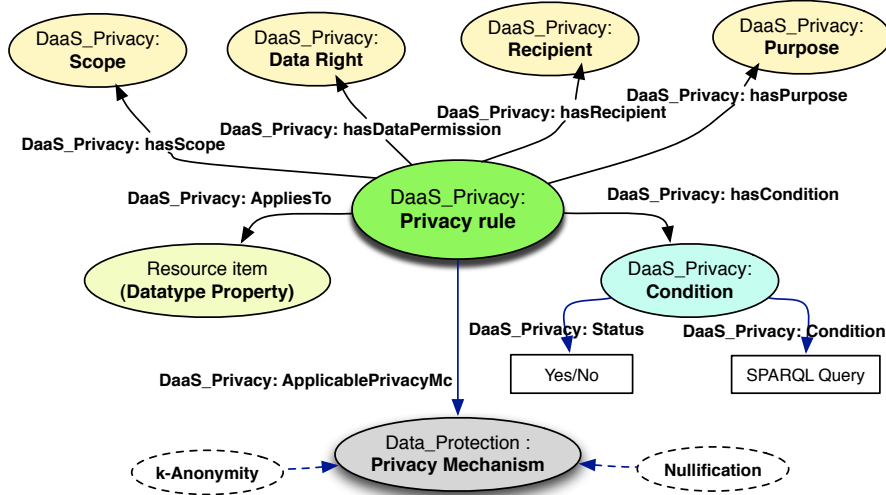 DaaS_Privacy:
Scope
DaaS_Privacy:
Data Right
DaaS_Privacy:
Recipient
DaaS_Privacy:
Purpose
DaaS_Privacy: hasPurpose
DaaS_Privacy: hasRecipient
DaaS_Privacy: hasDataPermission
DaaS_Privacy: hasScope
DaaS_Privacy: AppliesTo
DaaS_Privacy:
Privacy rule
DaaS_Privacy: hasCondition
Resource item
(Datatype Property)
DaaS_Privacy:
Condition
DaaS_Privacy: Status
DaaS_Privacy: Condition
Yes/No
SPARQL Query
DaaS_Privacy: ApplicablePrivacyMc
Data_Protection :
Privacy Mechanism
k-Anonymity
Nullification